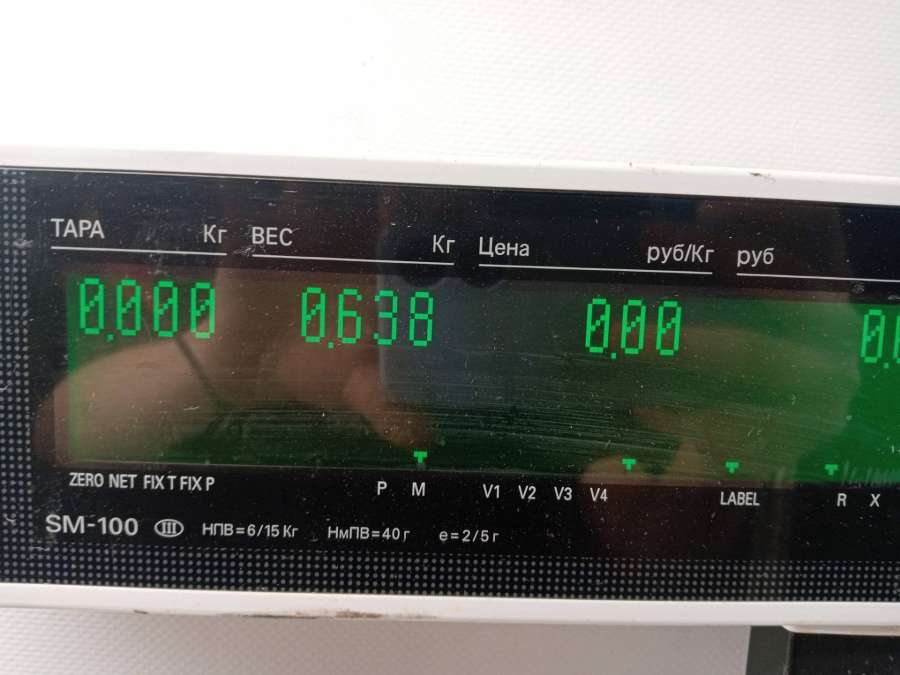 ТАРА Кг ВЕС Кг Цена руб/Кг руб
0.000 0.638 0.00
ZERO NET FIX T FIX P P M V1 V2 V3 V4 LABEL R X
SM-100 III НПВ=6/15 Кг НмПВ=40 г e=2/5 г